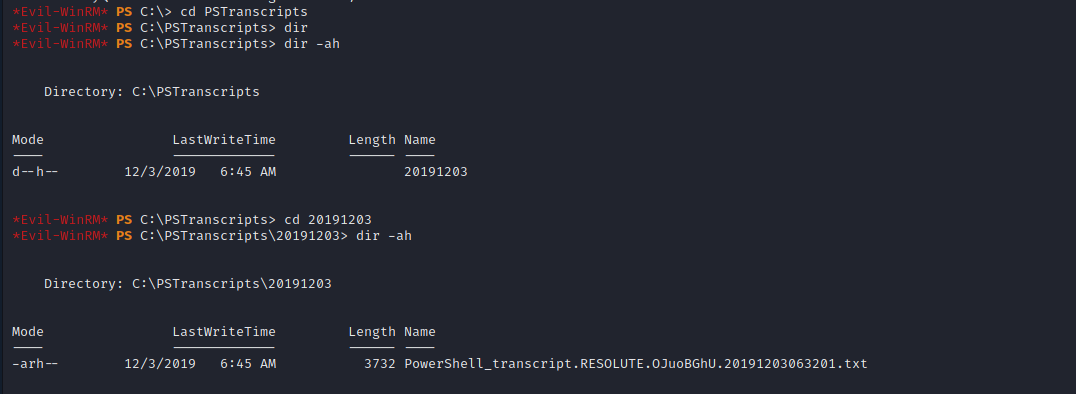 *Evil-WinRM* PS C:\> cd PSTranscripts
*Evil-WinRM* PS C:\PSTranscripts> dir
*Evil-WinRM* PS C:\PSTranscripts> dir -ah
Directory: C:\PSTranscripts
Mode LastWriteTime Length Name
---- ------------- ------ ----
d--h-- 12/3/2019 6:45 AM 20191203
*Evil-WinRM* PS C:\PSTranscripts> cd 20191203
*Evil-WinRM* PS C:\PSTranscripts\20191203> dir -ah
Directory: C:\PSTranscripts\20191203
Mode LastWriteTime Length Name
---- ------------- ------ ----
-arh-- 12/3/2019 6:45 AM 3732 PowerShell_transcript.RESOLUTE.OJuoBGhU.20191203063201.txt